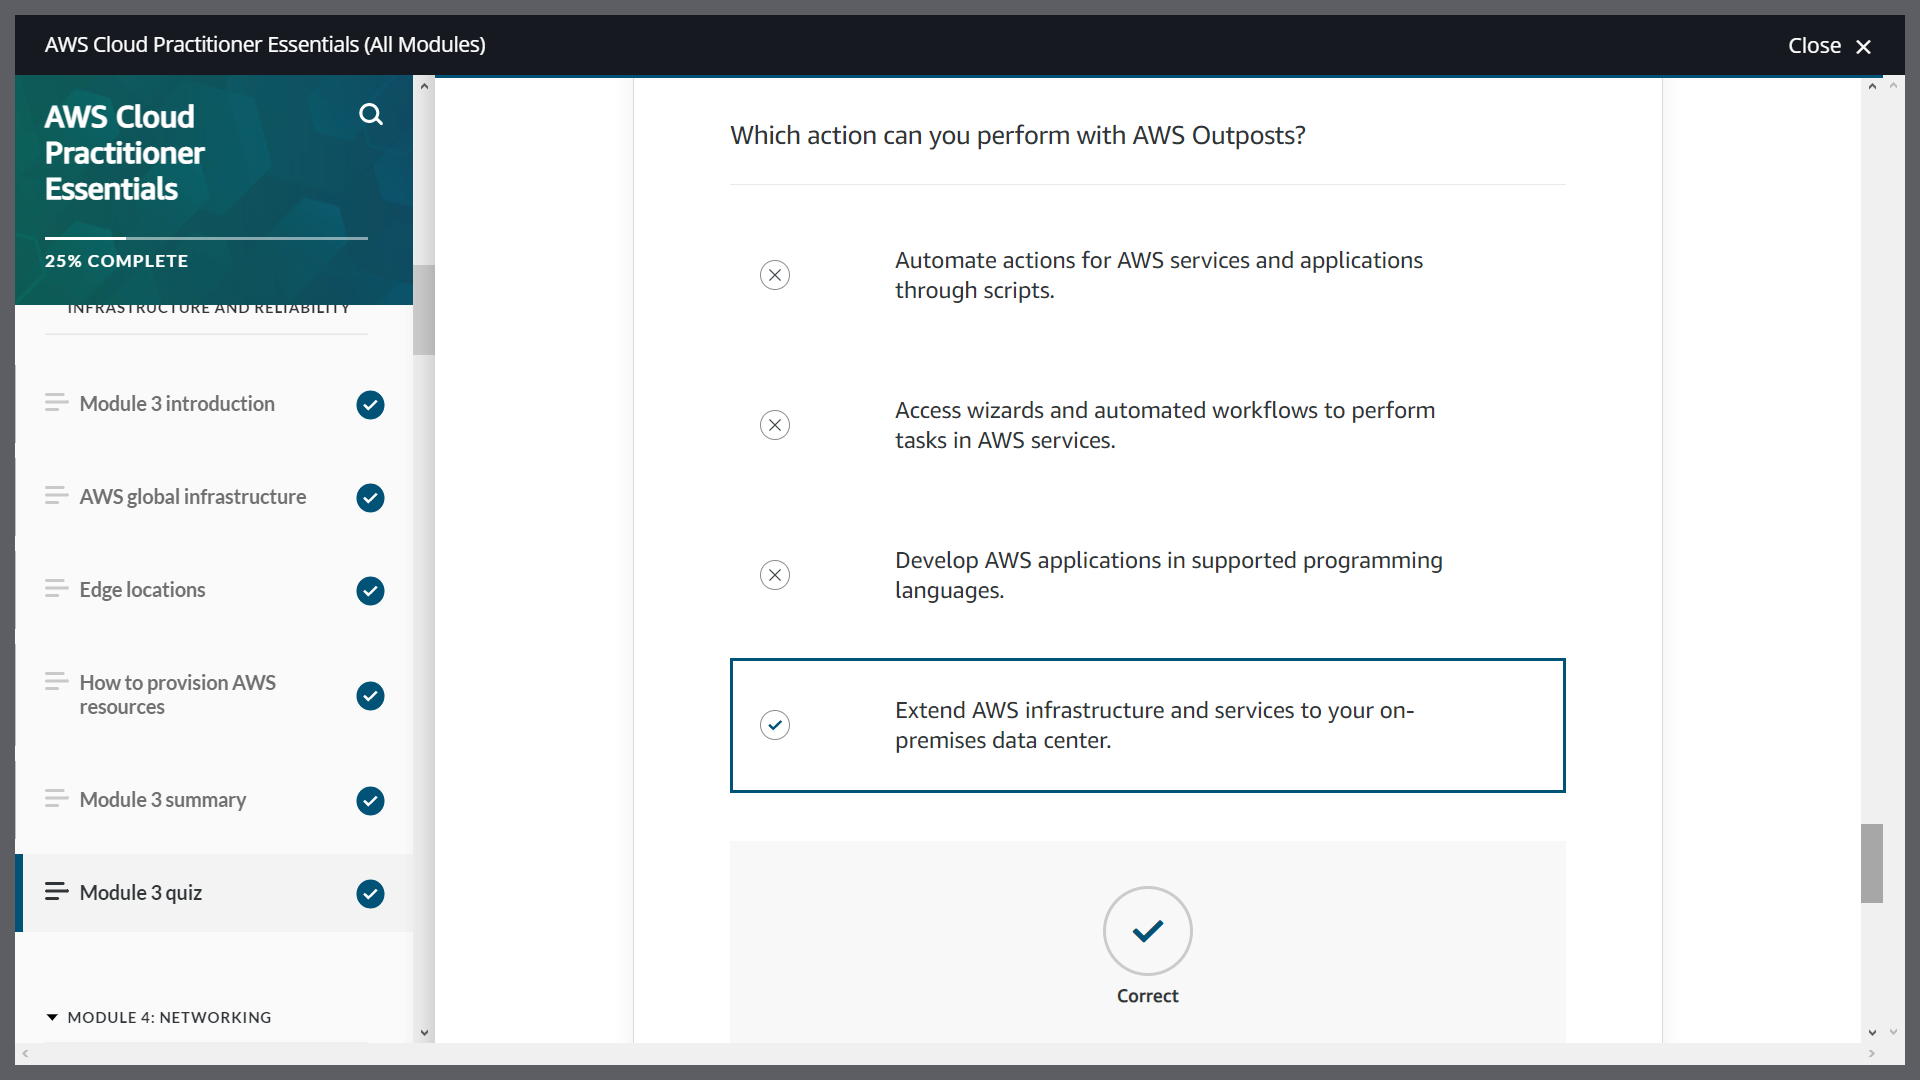 AWS Cloud Practitioner Essentials (All Modules)
Close
AWS Cloud
Practitioner
Essentials
25% COMPLETE
INFRASTRUCTURE AND RELIABILITY
Module 3 introduction
AWS global infrastructure
Edge locations
How to provision AWS
resources
Module 3 summary
Module 3 quiz
MODULE 4: NETWORKING
Which action can you perform with AWS Outposts?
Automate actions for AWS services and applications
through scripts.
Access wizards and automated workflows to perform
tasks in AWS services.
Develop AWS applications in supported programming
languages.
Extend AWS infrastructure and services to your on-
premises data center.
Correct